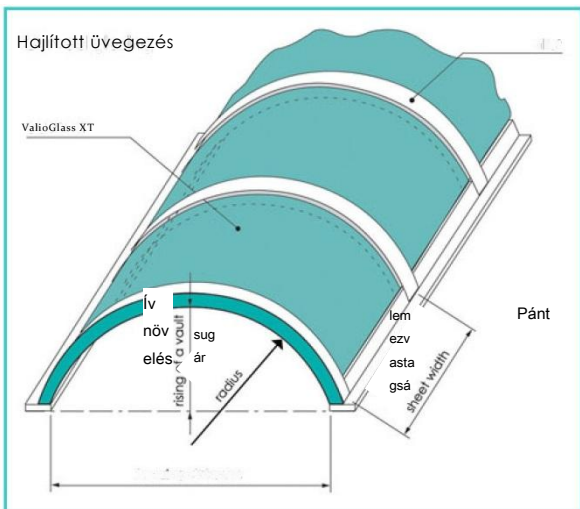 Hajlított üvegezés
ValioGlass XT
Ív
növ
elés
sug
ár
rising of a vault
radius
lem
ezv
asta
gsá
sheet width
Pánt